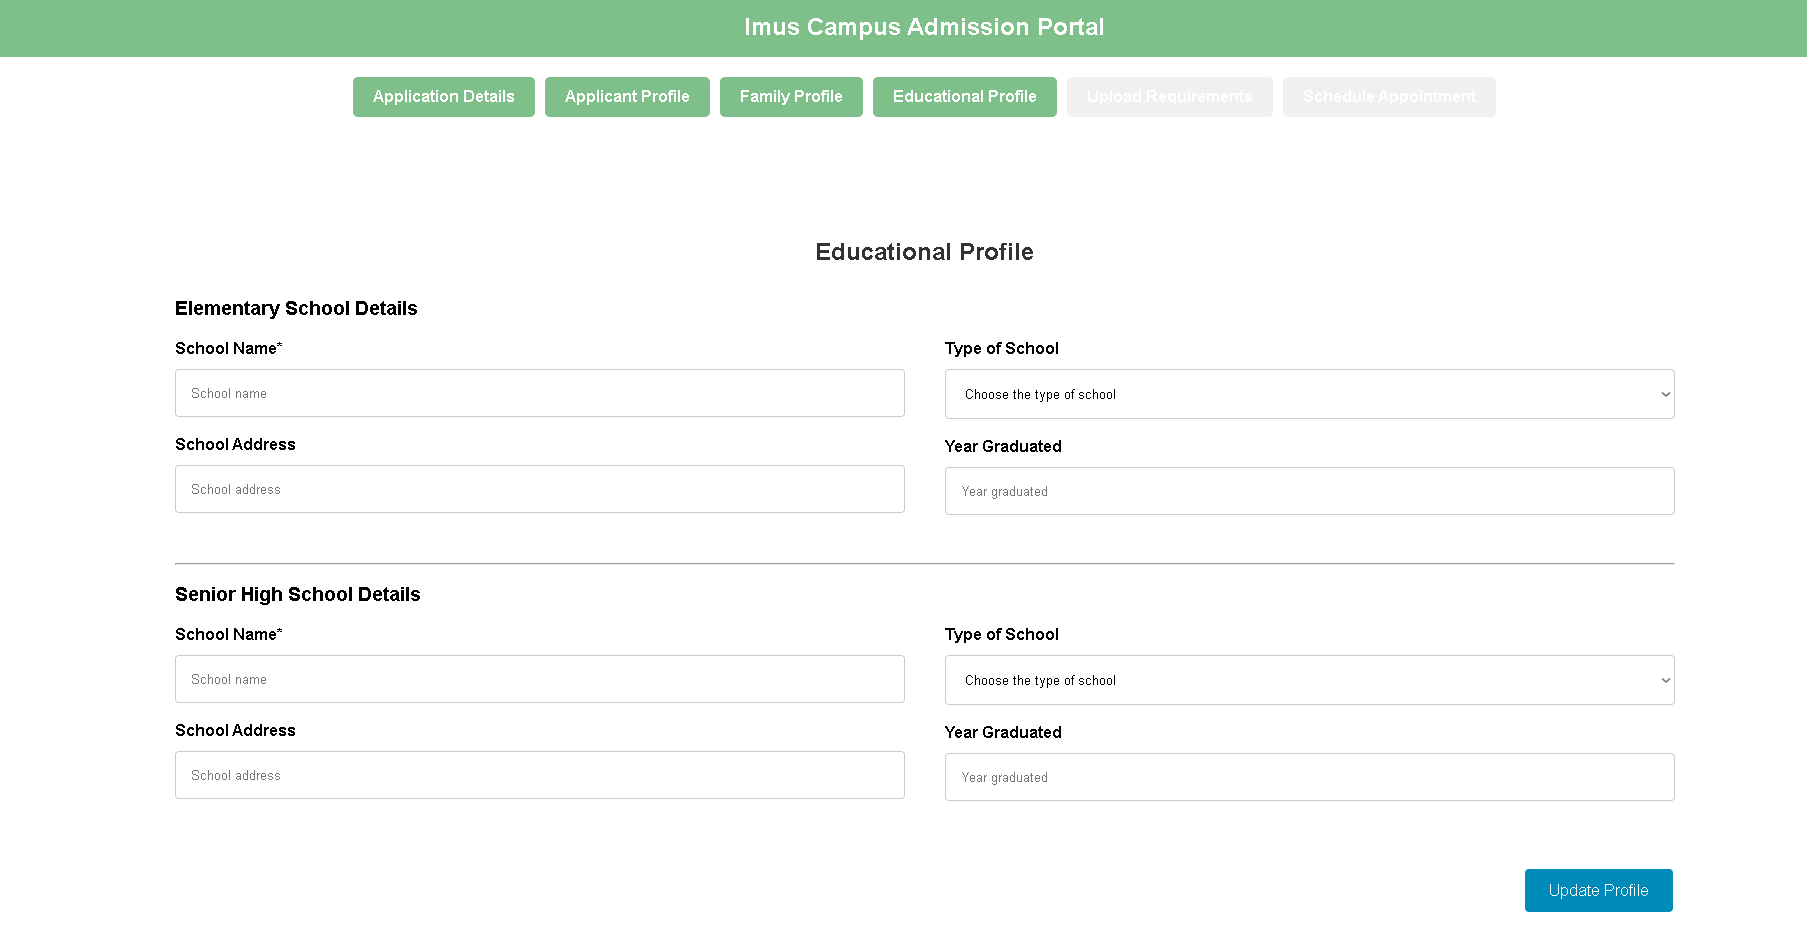 Imus Campus Admission Portal
Application Details
Applicant Profile
Family Profile
Educational Profile
Upload Requirements
Schedule Appointment
Educational Profile
Elementary School Details
School Name*
Type of School
School name
Choose the type of school
School Address
Year Graduated
School address
Year graduated
Senior High School Details
School Name*
Type of School
School name
Choose the type of school
School Address
Year Graduated
School address
Year graduated
Update Profile